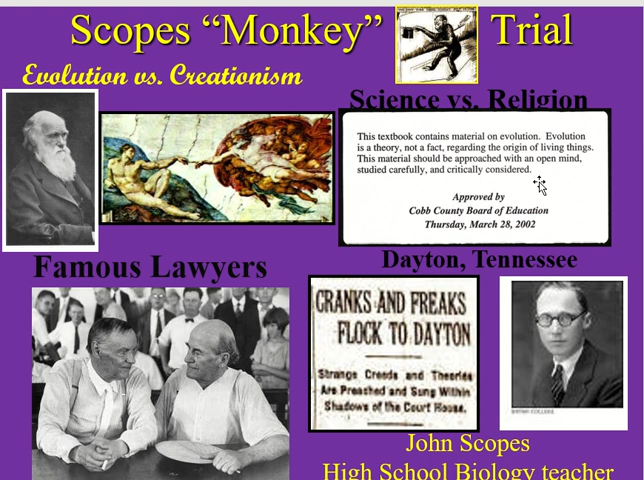 Scopes “Monkey” Trial
Evolution vs. Creationism
Science vs. Religion
This textbook contains material on evolution. Evolution
is a theory, not a fact, regarding the origin of living things.
This material should be approached with an open mind,
studied carefully, and critically considered.
Approved by
Cobb County Board of Education
Thursday, March 28, 2002
Famous Lawyers
Dayton, Tennessee
CRANKS AND FREAKS
FLOCK TO DAYTON
Strange Creeds and Theories
Are Preached and Sung Within
Shadows of the Court House.
John Scopes
High School Biology teacher